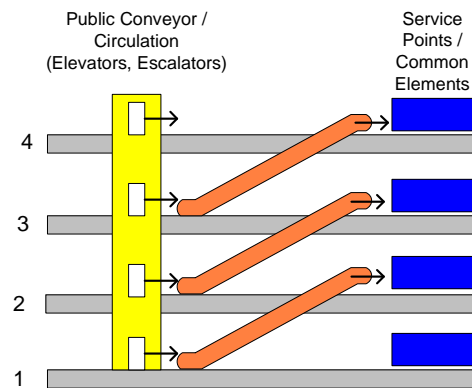 Public Conveyor /
Circulation
(Elevators, Escalators)
Service
Points /
Common
Elements
4
3
2
1